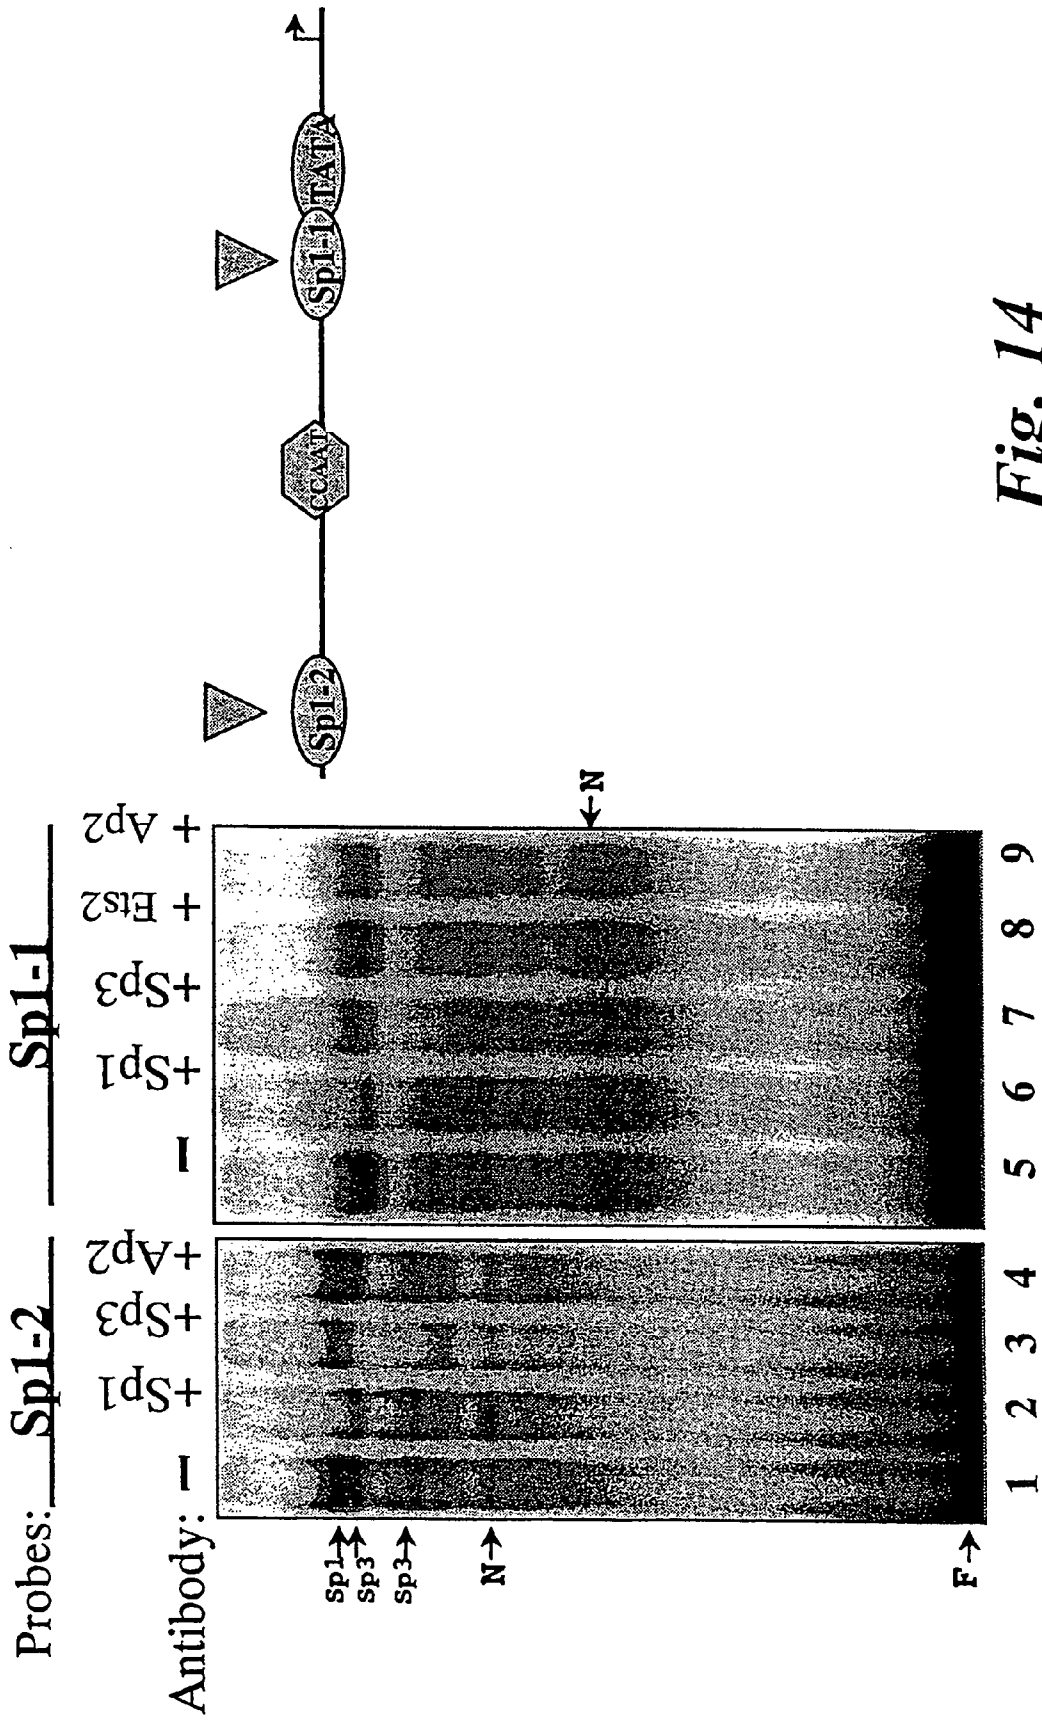 Probes: Sp1-2 Sp1-1
Antibody: – +Sp1 +Sp3 +Ap2 – +Sp1 +Sp3 + Ets2 + Ap2
Sp1→
Sp3→
Sp3→
N→
←N
F→
1 2 3 4 5 6 7 8 9
Sp1-2 CCAAT Sp1-1 TATA
Fig. 14